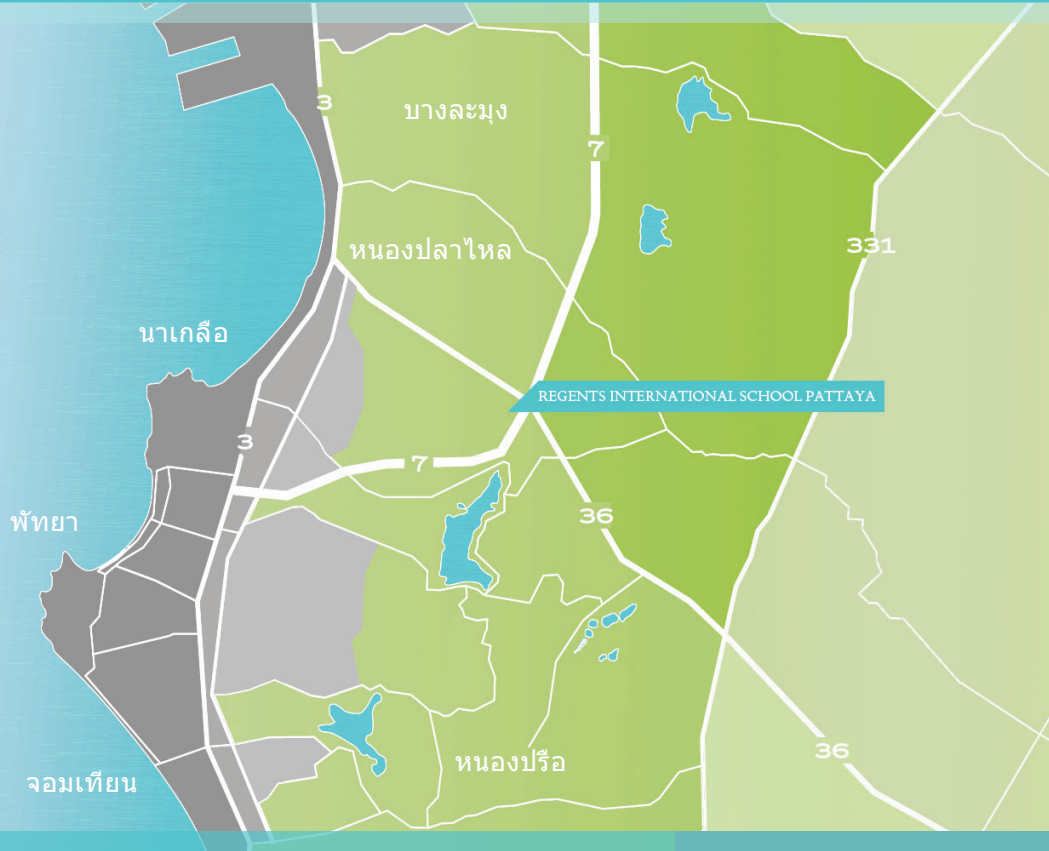 3
บางละมุง
7
หนองปลาไหล
331
นาเกลือ
REGENTS INTERNATIONAL SCHOOL PATTAYA
3
7
พัทยา
36
36
หนองปรือ
จอมเทียน